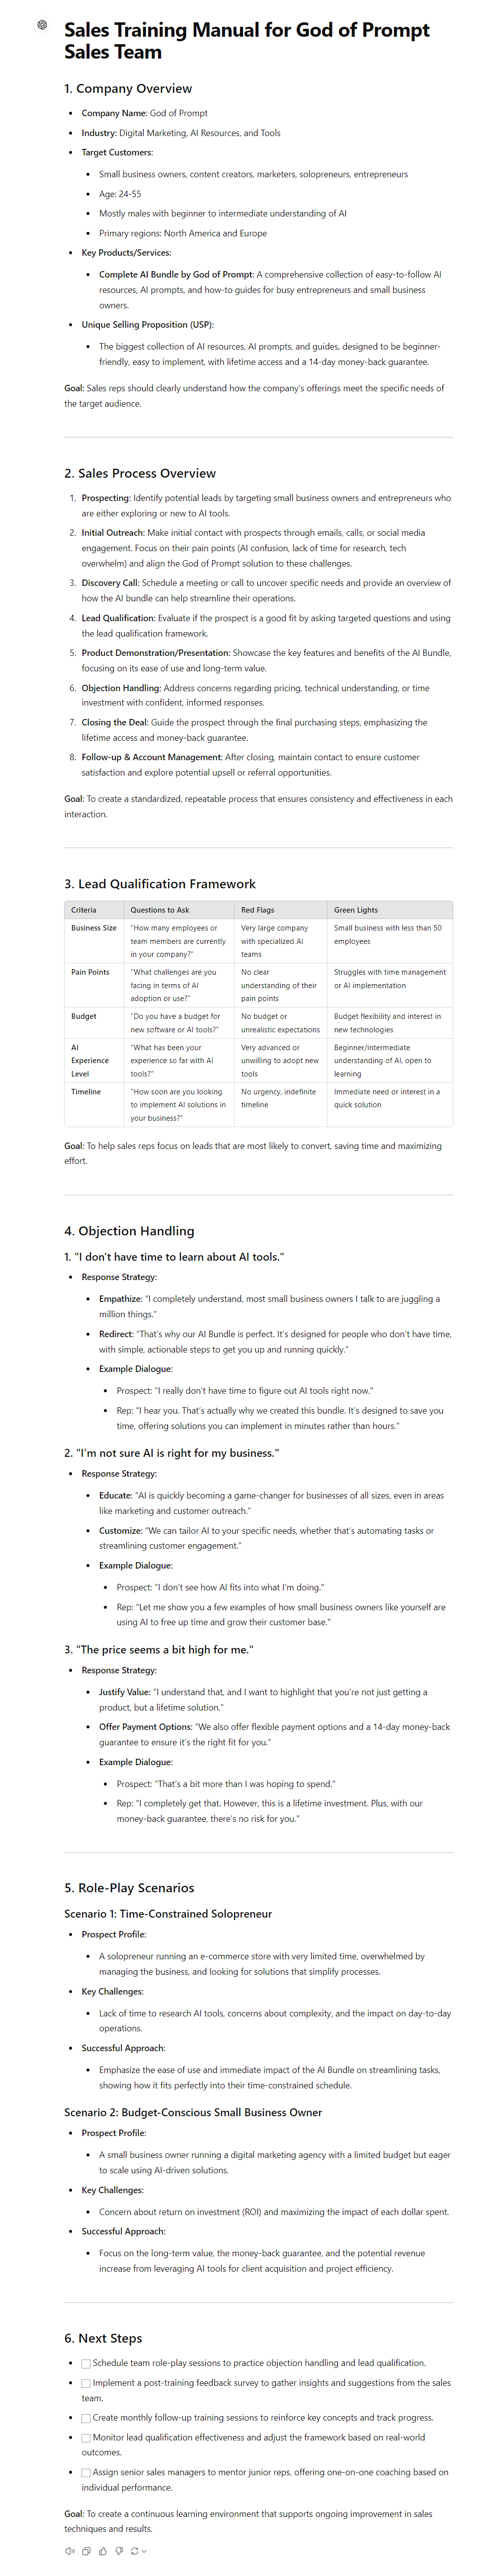 Sales Training Manual for God of Prompt
Sales Team
1. Company Overview
• Company Name: God of Prompt
• Industry: Digital Marketing, AI Resources, and Tools
• Target Customers:
• Small business owners, content creators, marketers, solopreneurs, entrepreneurs
• Age: 24-55
• Mostly males with beginner to intermediate understanding of AI
• Primary regions: North America and Europe
• Key Products/Services:
• Complete AI Bundle by God of Prompt: A comprehensive collection of easy-to-follow AI
resources, AI prompts, and how-to guides for busy entrepreneurs and small business
owners.
• Unique Selling Proposition (USP):
• The biggest collection of AI resources, AI prompts, and guides, designed to be beginner-
friendly, easy to implement, with lifetime access and a 14-day money-back guarantee.
Goal: Sales reps should clearly understand how the company's offerings meet the specific needs of
the target audience.
2. Sales Process Overview
1. Prospecting: Identify potential leads by targeting small business owners and entrepreneurs who
are either exploring or new to AI tools.
2. Initial Outreach: Make initial contact with prospects through emails, calls, or social media
engagement. Focus on their pain points (AI confusion, lack of time for research, tech
overwhelm) and align the God of Prompt solution to these challenges.
3. Discovery Call: Schedule a meeting or call to uncover specific needs and provide an overview of
how the AI bundle can help streamline their operations.
4. Lead Qualification: Evaluate if the prospect is a good fit by asking targeted questions and using
the lead qualification framework.
5. Product Demonstration/Presentation: Showcase the key features and benefits of the AI Bundle,
focusing on its ease of use and long-term value.
6. Objection Handling: Address concerns regarding pricing, technical understanding, or time
investment with confident, informed responses.
7. Closing the Deal: Guide the prospect through the final purchasing steps, emphasizing the
lifetime access and money-back guarantee.
8. Follow-up & Account Management: After closing, maintain contact to ensure customer
satisfaction and explore potential upsell or referral opportunities.
Goal: To create a standardized, repeatable process that ensures consistency and effectiveness in each
interaction.
3. Lead Qualification Framework
Criteria Questions to Ask Red Flags Green Lights
Business Size "How many employees or Very large company Small business with less than 50
team members are currently with specialized AI employees
in your company?" teams
Pain Points "What challenges are you No clear Struggles with time management
facing in terms of AI understanding of their or AI implementation
adoption or use?" pain points
Budget "Do you have a budget for No budget or Budget flexibility and interest in
new software or AI tools?" unrealistic expectations new technologies
AI "What has been your Very advanced or Beginner/intermediate
Experience experience so far with AI unwilling to adopt new understanding of AI, open to
Level tools?" tools learning
Timeline "How soon are you looking No urgency, indefinite Immediate need or interest in a
to implement AI solutions in timeline quick solution
your business?"
Goal: To help sales reps focus on leads that are most likely to convert, saving time and maximizing
effort.
4. Objection Handling
1. "I don't have time to learn about AI tools."
• Response Strategy:
• Empathize: "I completely understand, most small business owners I talk to are juggling a
million things."
• Redirect: "That's why our AI Bundle is perfect. It's designed for people who don't have time,
with simple, actionable steps to get you up and running quickly."
• Example Dialogue:
• Prospect: "I really don't have time to figure out AI tools right now."
• Rep: "I hear you. That's actually why we created this bundle. It's designed to save you
time, offering solutions you can implement in minutes rather than hours."
2. "I'm not sure AI is right for my business."
• Response Strategy:
• Educate: "AI is quickly becoming a game-changer for businesses of all sizes, even in areas
like marketing and customer outreach."
• Customize: "We can tailor AI to your specific needs, whether that's automating tasks or
streamlining customer engagement."
• Example Dialogue:
• Prospect: "I don't see how AI fits into what I'm doing."
• Rep: "Let me show you a few examples of how small business owners like yourself are
using AI to free up time and grow their customer base."
3. "The price seems a bit high for me."
• Response Strategy:
• Justify Value: "I understand that, and I want to highlight that you're not just getting a
product, but a lifetime solution."
• Offer Payment Options: "We also offer flexible payment options and a 14-day money-back
guarantee to ensure it's the right fit for you."
• Example Dialogue:
• Prospect: "That's a bit more than I was hoping to spend."
• Rep: "I completely get that. However, this is a lifetime investment. Plus, with our
money-back guarantee, there's no risk for you."
5. Role-Play Scenarios
Scenario 1: Time-Constrained Solopreneur
• Prospect Profile:
• A solopreneur running an e-commerce store with very limited time, overwhelmed by
managing the business, and looking for solutions that simplify processes.
• Key Challenges:
• Lack of time to research AI tools, concerns about complexity, and the impact on day-to-day
operations.
• Successful Approach:
• Emphasize the ease of use and immediate impact of the AI Bundle on streamlining tasks,
showing how it fits perfectly into their time-constrained schedule.
Scenario 2: Budget-Conscious Small Business Owner
• Prospect Profile:
• A small business owner running a digital marketing agency with a limited budget but eager
to scale using AI-driven solutions.
• Key Challenges:
• Concern about return on investment (ROI) and maximizing the impact of each dollar spent.
• Successful Approach:
• Focus on the long-term value, the money-back guarantee, and the potential revenue
increase from leveraging AI tools for client acquisition and project efficiency.
6. Next Steps
• Schedule team role-play sessions to practice objection handling and lead qualification.
• Implement a post-training feedback survey to gather insights and suggestions from the sales
team.
• Create monthly follow-up training sessions to reinforce key concepts and track progress.
• Monitor lead qualification effectiveness and adjust the framework based on real-world
outcomes.
• Assign senior sales managers to mentor junior reps, offering one-on-one coaching based on
individual performance.
Goal: To create a continuous learning environment that supports ongoing improvement in sales
techniques and results.